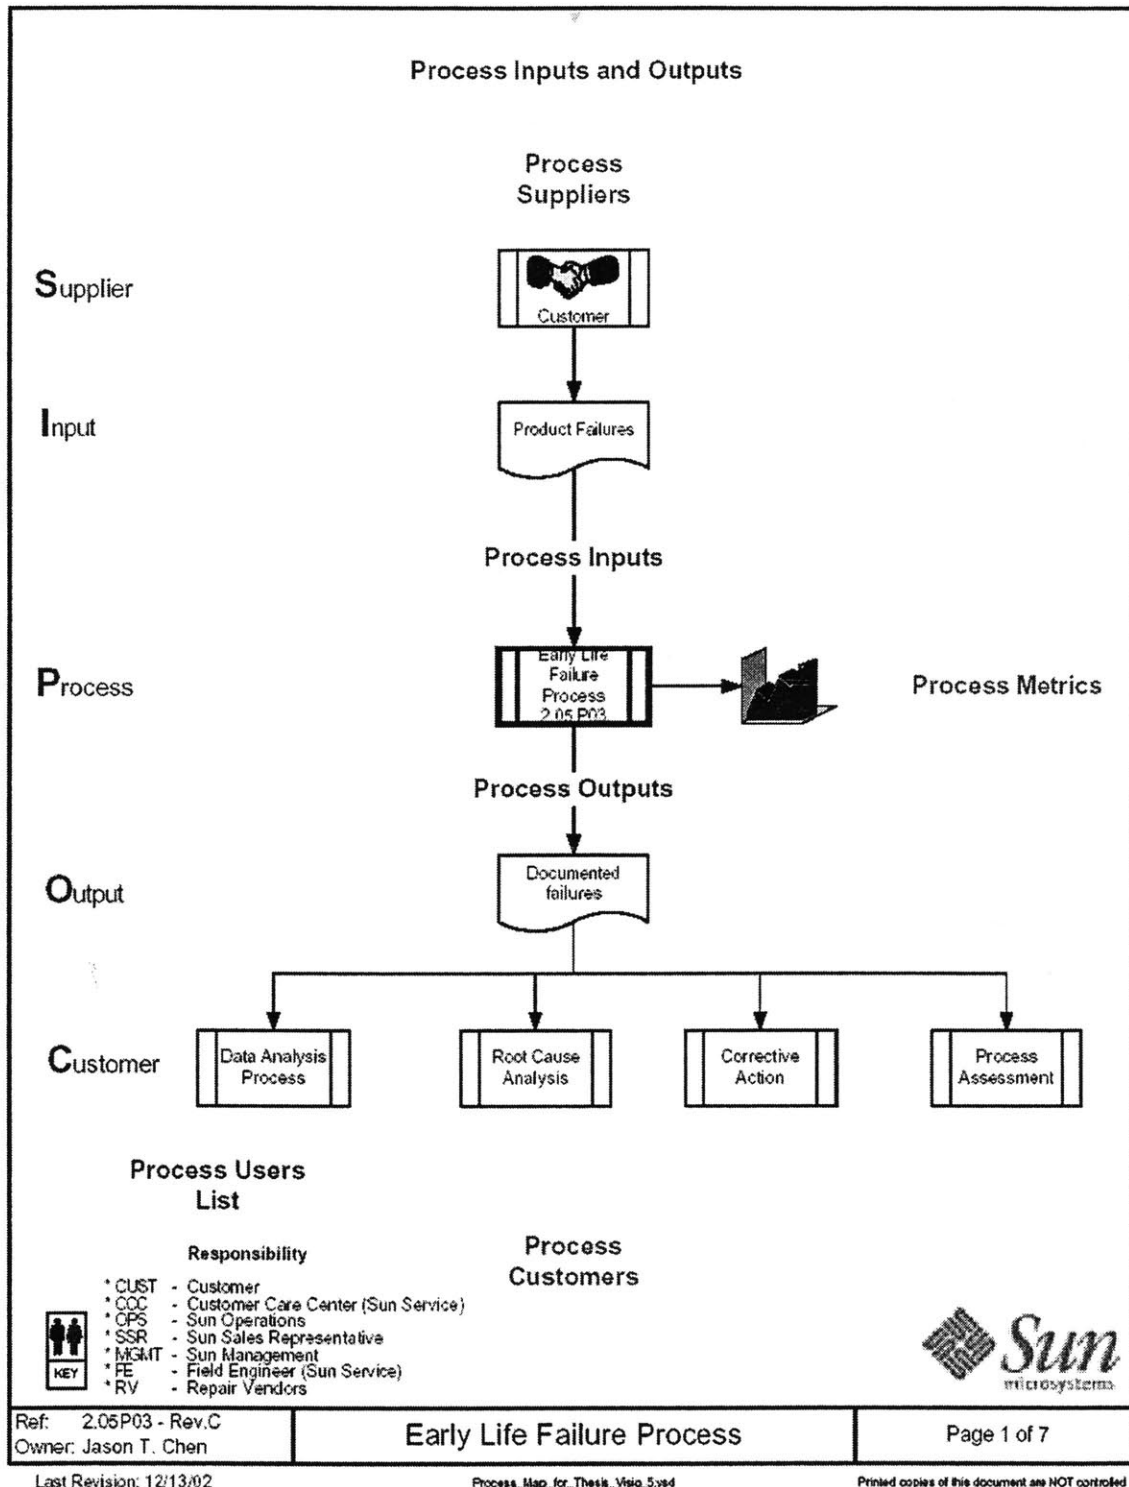 Process Inputs and Outputs
Process
Suppliers
Supplier
Customer
Input
Product Failures
Process Inputs
Process
Early Life
Failure
Process
2.05.P03
Process Metrics
Process Outputs
Output
Documented
failures
Customer
Data Analysis
Process
Root Cause
Analysis
Corrective
Action
Process
Assessment
Process Users
List
Responsibility
Process
Customers
* CUST - Customer
* CCC - Customer Care Center (Sun Service)
* OPS - Sun Operations
* SSR - Sun Sales Representative
* MGMT - Sun Management
* FE - Field Engineer (Sun Service)
* RV - Repair Vendors
KEY
Sun
microsystems
Ref: 2.05P03 - Rev.C
Owner: Jason T. Chen
Early Life Failure Process
Page 1 of 7
Last Revision: 12/13/02
Process_Map_for_Thesis_Visio_5.vsd
Printed copies of this document are NOT controlled